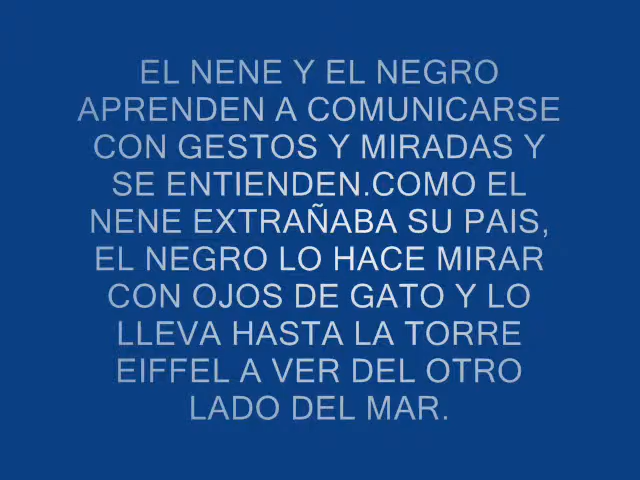 EL NENE Y EL NEGRO
APRENDEN A COMUNICARSE
CON GESTOS Y MIRADAS Y
SE ENTIENDEN.COMO EL
NENE EXTRAÑABA SU PAIS,
EL NEGRO LO HACE MIRAR
CON OJOS DE GATO Y LO
LLEVA HASTA LA TORRE
EIFFEL A VER DEL OTRO
LADO DEL MAR.